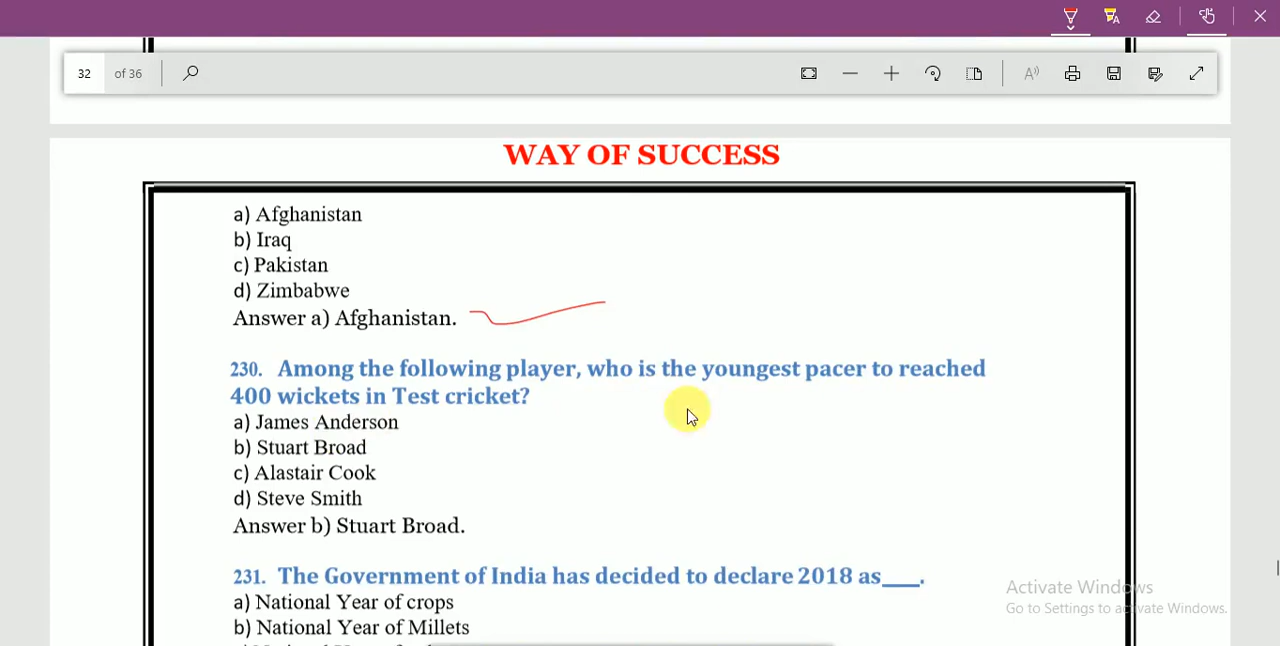 32 of 36
WAY OF SUCCESS
a) Afghanistan
b) Iraq
c) Pakistan
d) Zimbabwe
Answer a) Afghanistan.
230. Among the following player, who is the youngest pacer to reached
400 wickets in Test cricket?
a) James Anderson
b) Stuart Broad
c) Alastair Cook
d) Steve Smith
Answer b) Stuart Broad.
231. The Government of India has decided to declare 2018 as____.
a) National Year of crops
b) National Year of Millets
Activate Windows
Go to Settings to activate Windows.